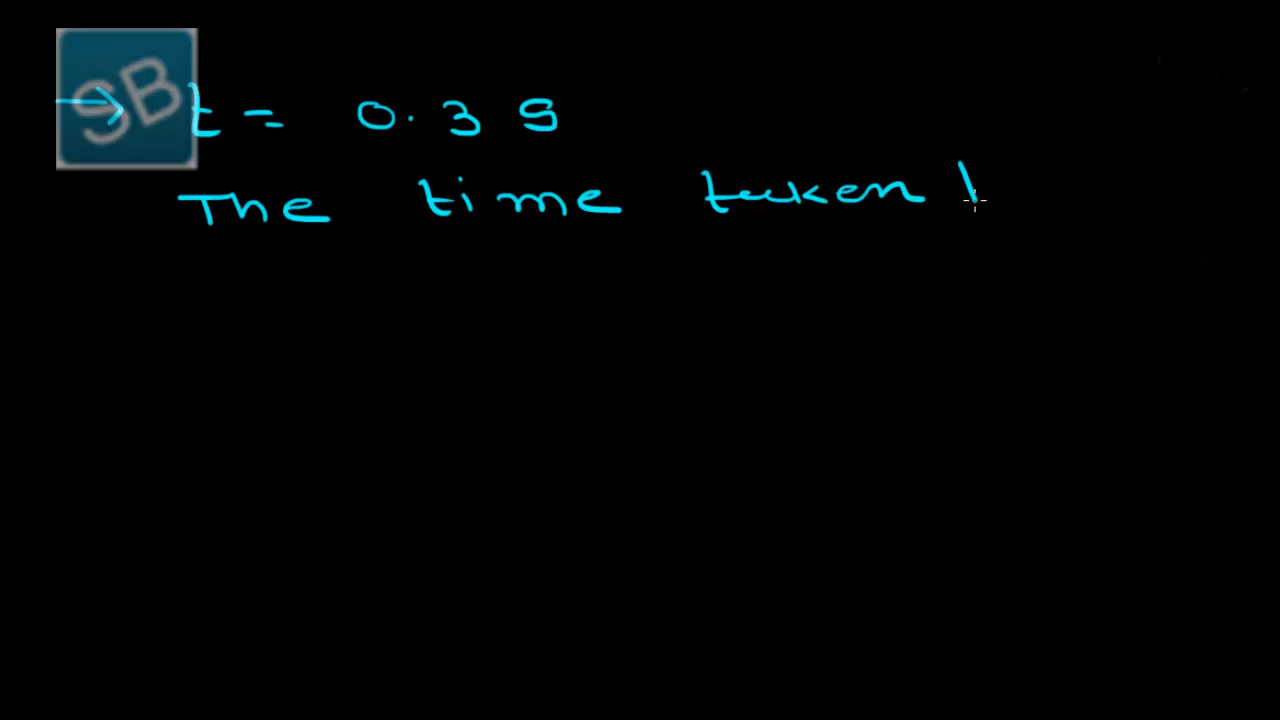 SB
→ t = 0.3 s
The time taken